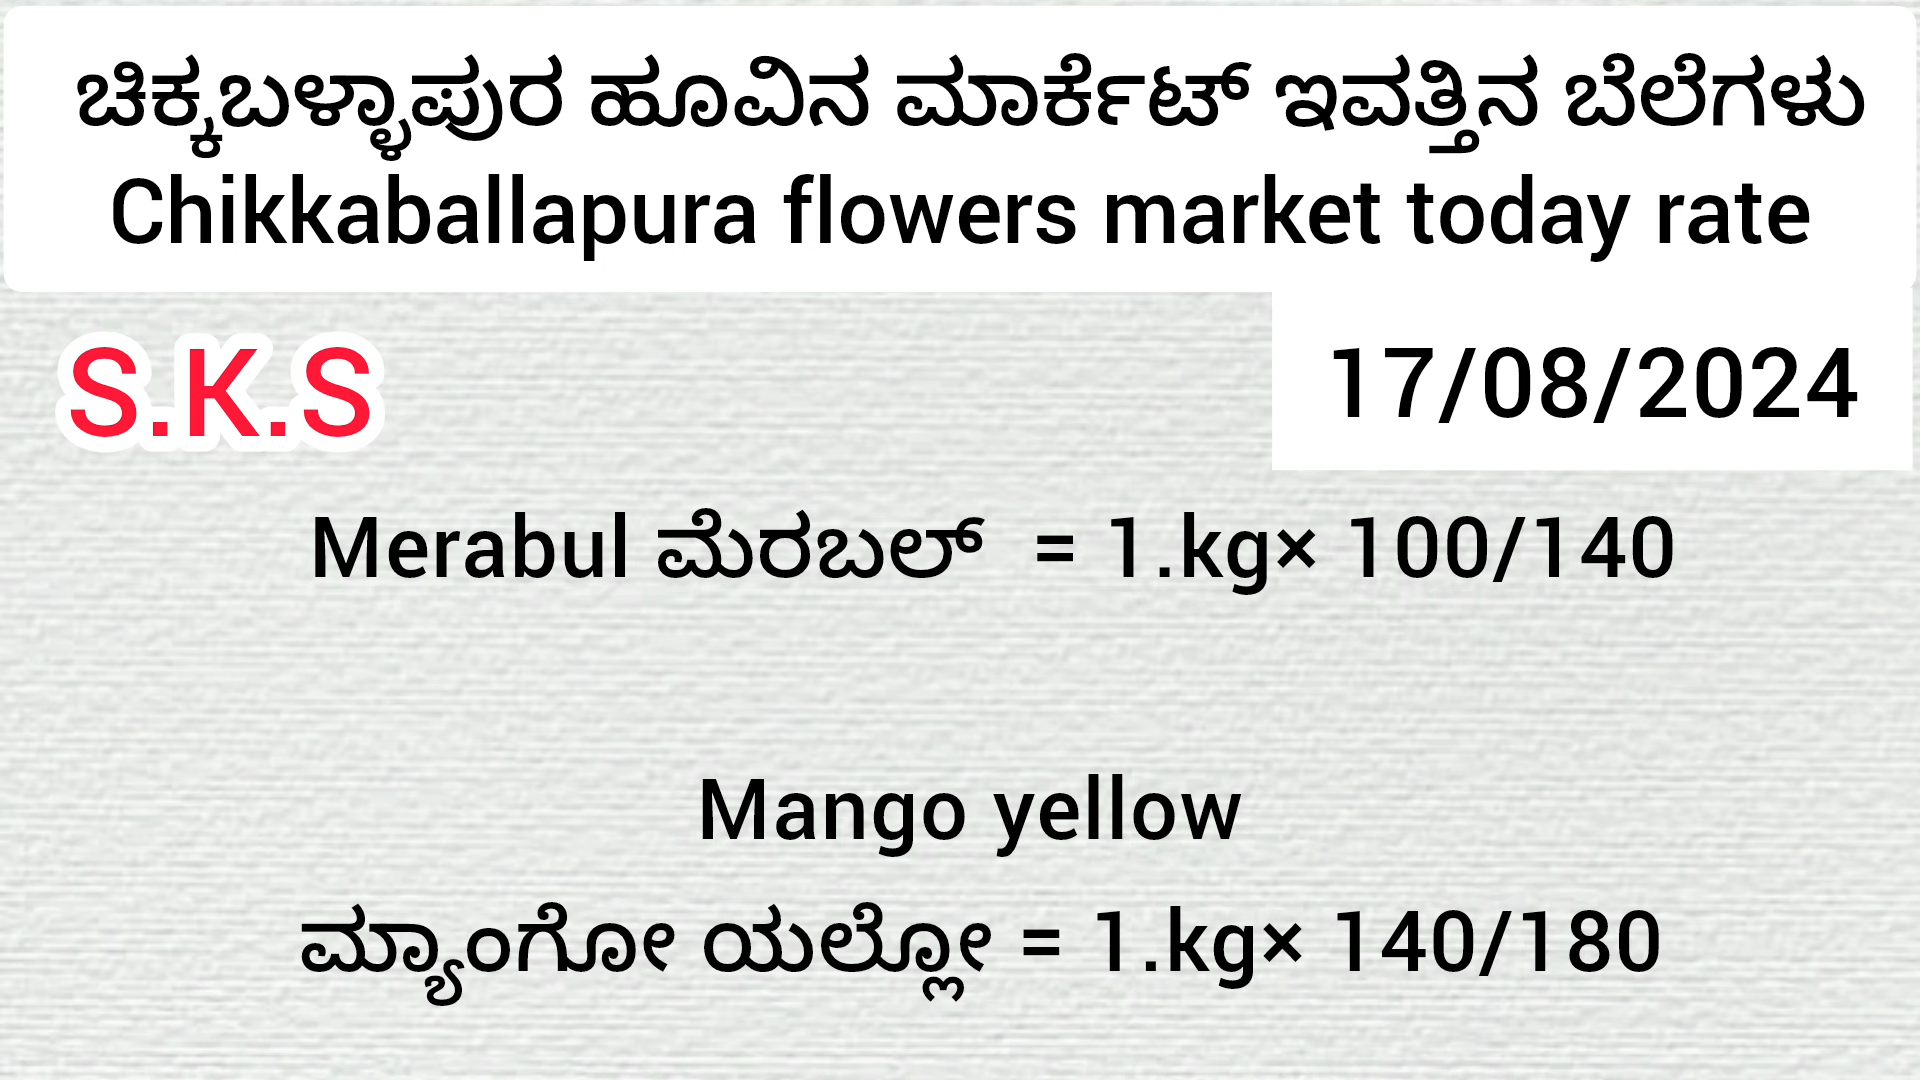 ಚಿಕ್ಕಬಳ್ಳಾಪುರ ಹೂವಿನ ಮಾರ್ಕೆಟ್ ಇವತ್ತಿನ ಬೆಲೆಗಳು
Chikkaballapura flowers market today rate
S.K.S
17/08/2024
Merabul ಮೆರಬಲ್ = 1.kg× 100/140
Mango yellow
ಮ್ಯಾಂಗೋ ಯಲ್ಲೋ = 1.kg× 140/180